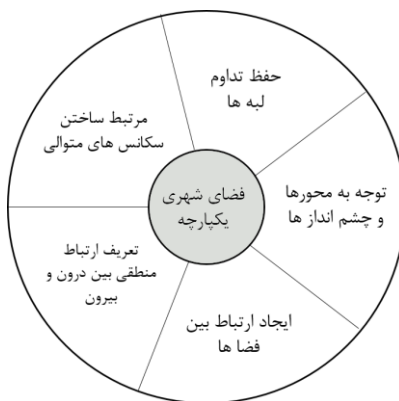 حفظ تداوم
لبه ها
توجه به محورها
و چشم انداز ها
ایجاد ارتباط بین
فضا ها
تعریف ارتباط
منطقی بین درون و
بیرون
مرتبط ساختن
سکانس های متوالی
فضای شهری
یکپارچه